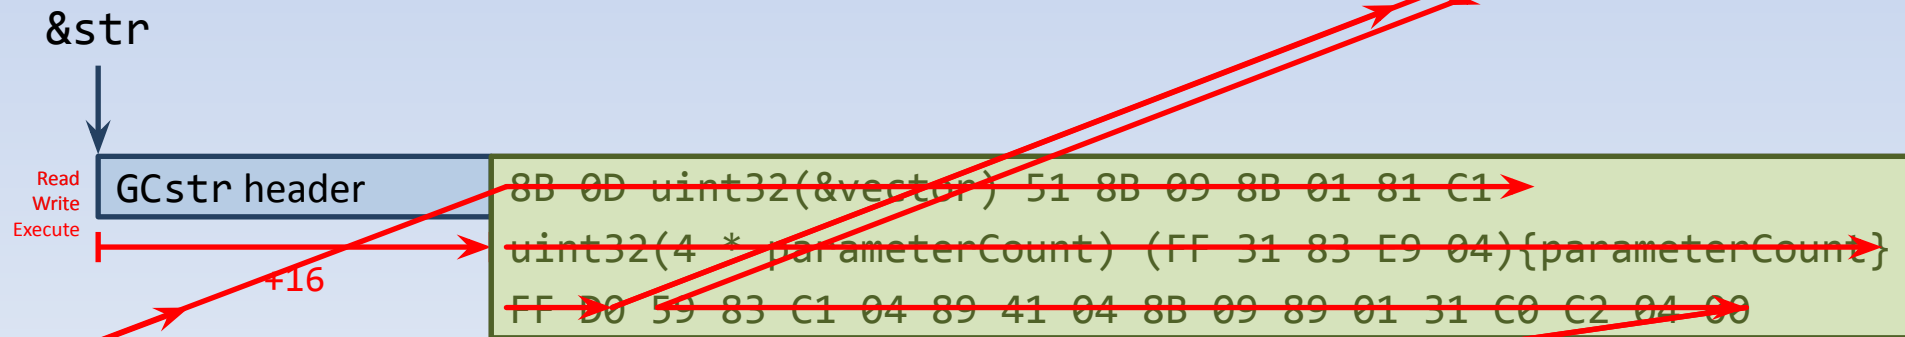 &str
Read
Write
Execute
GCstr header
+16
8B 0D uint32(&vector) 51 8B 09 8B 01 81 C1
uint32(4 * parameterCount) (FF 31 83 E9 04){parameterCount}
FF D0 59 83 C1 04 89 41 04 8B 09 89 01 31 C0 C2 04 00